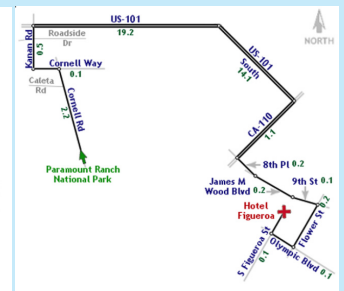 US-101
19.2
Roadside
Dr
NORTH
Kanan Rd
0.5
Cornell Way
0.1
Caleta
Rd
Cornell Rd
2.2
US-101
South
14.1
CA-110
1.1
Paramount Ranch
National Park
8th Pl 0.2
James M
Wood Blvd 0.2
9th St 0.1
Hotel
Figueroa
0.2
Flower St
S Figueroa St
0.1
Olympic Blvd 0.1